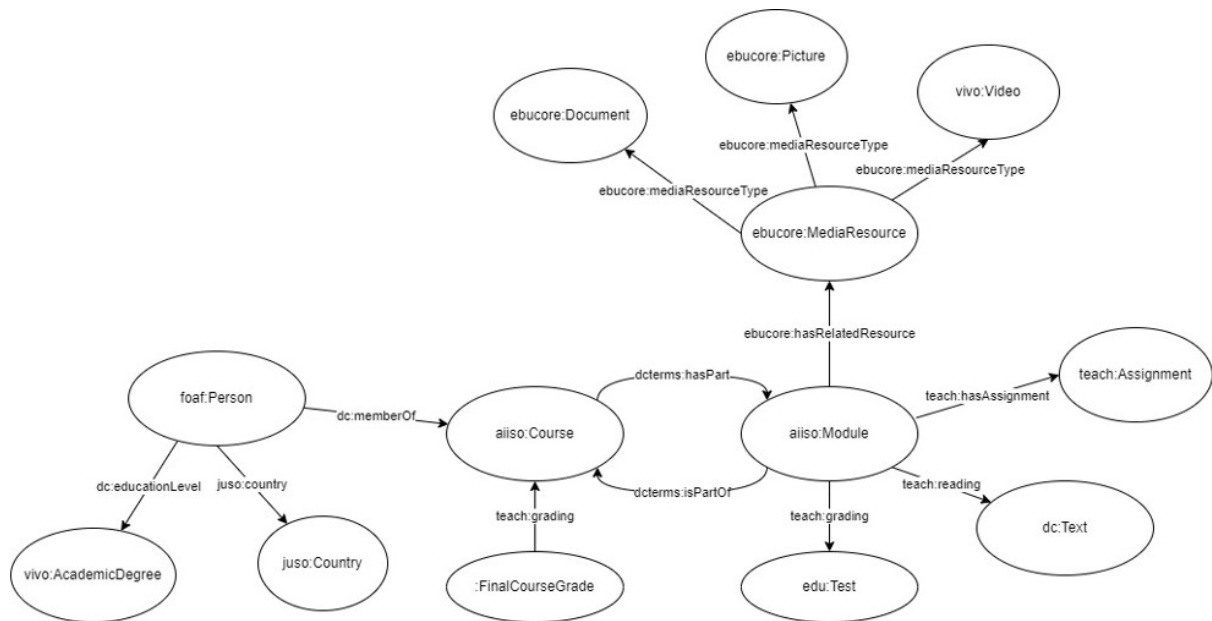 ebucore:Picture
vivo:Video
ebucore:Document
ebucore:mediaResourceType
ebucore:mediaResourceType
ebucore:mediaResourceType
ebucore:MediaResource
ebucore:hasRelatedResource
foaf:Person
dcterms:hasPart
teach:Assignment
teach:hasAssignment
dc:memberOf
aiiso:Course
aiiso:Module
dc:educationLevel
juso:country
dcterms:isPartOf
teach:reading
teach:grading
teach:grading
dc:Text
vivo:AcademicDegree
juso:Country
:FinalCourseGrade
edu:Test